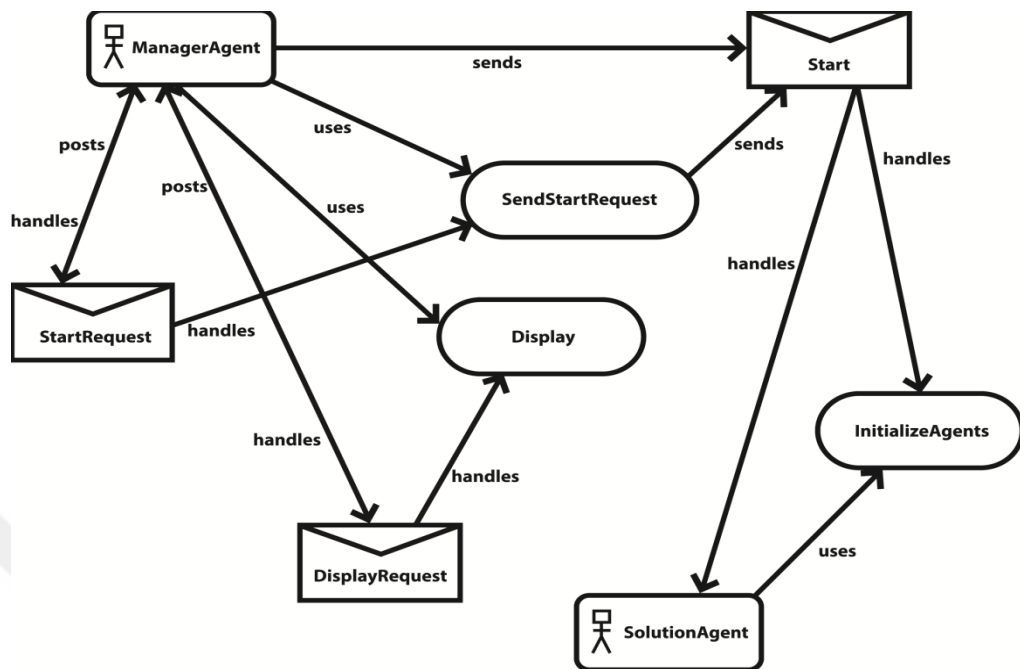 ManagerAgent
Start
sends
uses
sends
posts
posts
handles
SendStartRequest
uses
handles
handles
StartRequest
handles
Display
handles
handles
InitializeAgents
DisplayRequest
uses
SolutionAgent